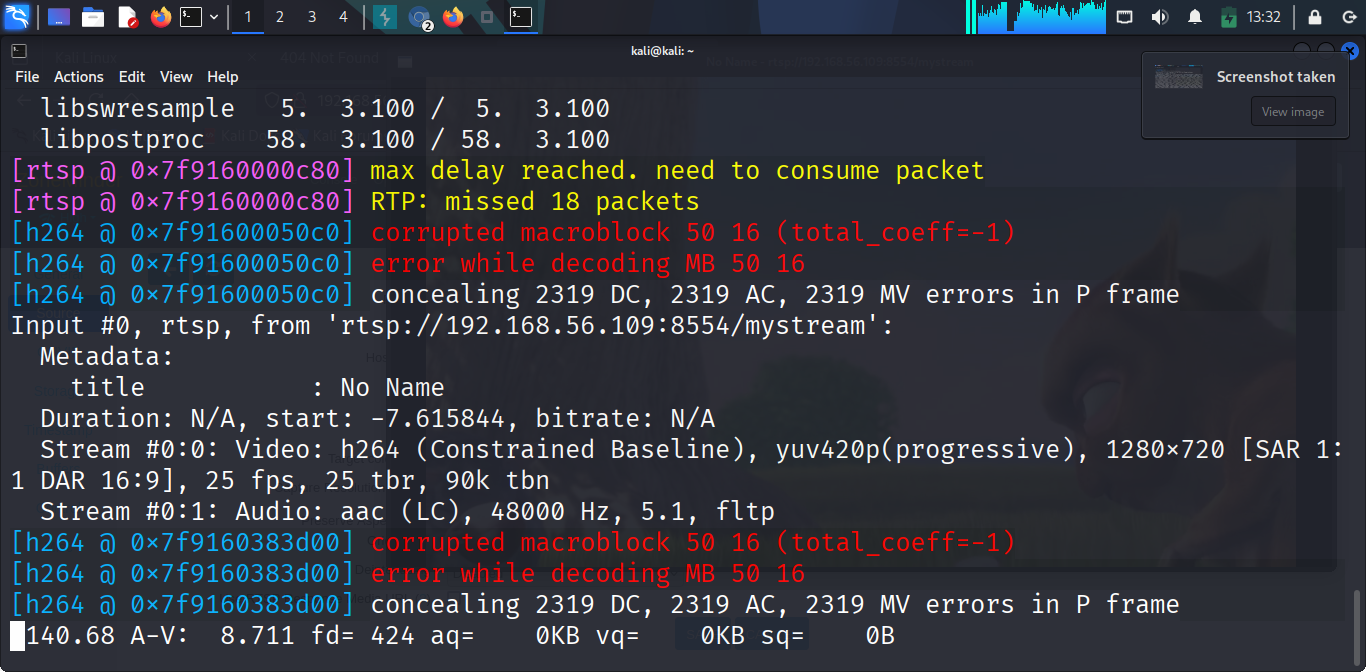 1 2 3 4 2 13:32
kali@kali: ~
File Actions Edit View Help
Screenshot taken
View image
libswresample 5. 3.100 / 5. 3.100
libpostproc 58. 3.100 / 58. 3.100
[rtsp @ 0×7f9160000c80] max delay reached. need to consume packet
[rtsp @ 0×7f9160000c80] RTP: missed 18 packets
[h264 @ 0×7f91600050c0] corrupted macroblock 50 16 (total_coeff=-1)
[h264 @ 0×7f91600050c0] error while decoding MB 50 16
[h264 @ 0×7f91600050c0] concealing 2319 DC, 2319 AC, 2319 MV errors in P frame
Input #0, rtsp, from 'rtsp://192.168.56.109:8554/mystream':
Metadata:
title : No Name
Duration: N/A, start: -7.615844, bitrate: N/A
Stream #0:0: Video: h264 (Constrained Baseline), yuv420p(progressive), 1280×720 [SAR 1:
1 DAR 16:9], 25 fps, 25 tbr, 90k tbn
Stream #0:1: Audio: aac (LC), 48000 Hz, 5.1, fltp
[h264 @ 0×7f9160383d00] corrupted macroblock 50 16 (total_coeff=-1)
[h264 @ 0×7f9160383d00] error while decoding MB 50 16
[h264 @ 0×7f9160383d00] concealing 2319 DC, 2319 AC, 2319 MV errors in P frame
140.68 A-V: 8.711 fd= 424 aq= 0KB vq= 0KB sq= 0B